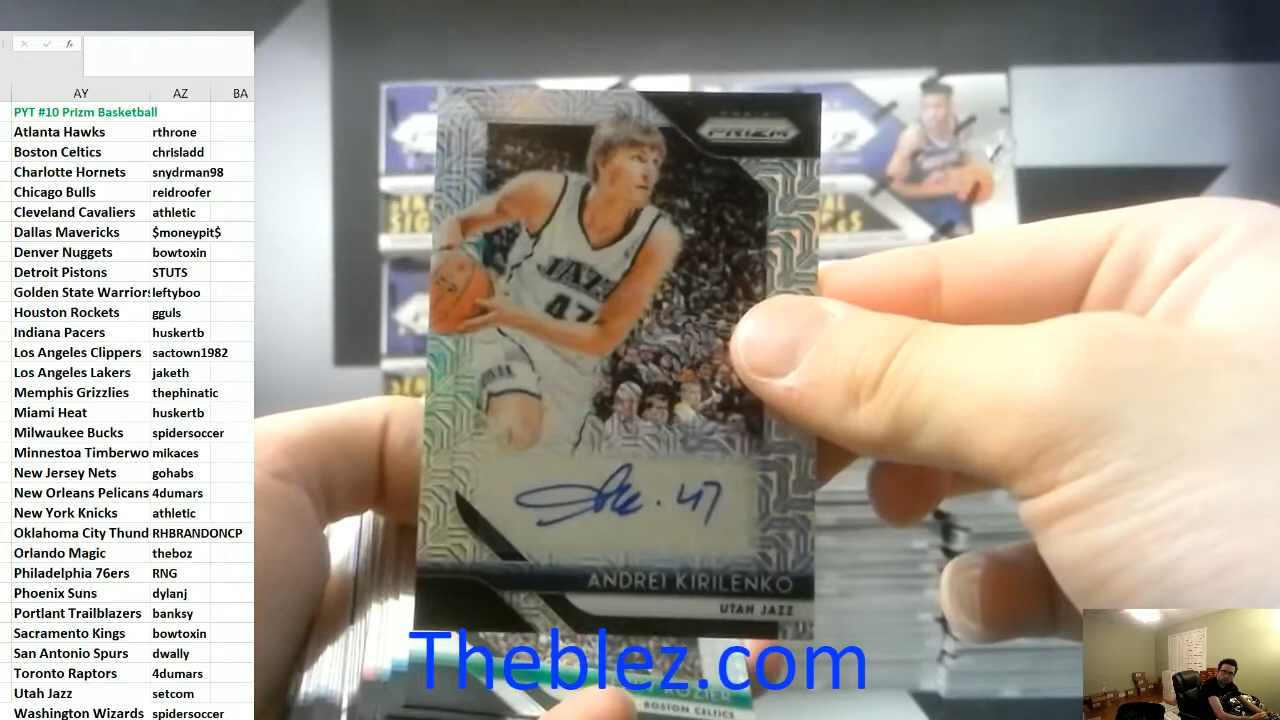 AY AZ BA
PYT #10 Prizm Basketball
Atlanta Hawks rthrone
Boston Celtics chrisladd
Charlotte Hornets snydrman98
Chicago Bulls reidroofer
Cleveland Cavaliers athletic
Dallas Mavericks $moneypit$
Denver Nuggets bowtoxin
Detroit Pistons STUTS
Golden State Warriors leftyboo
Houston Rockets gguls
Indiana Pacers huskertb
Los Angeles Clippers sactown1982
Los Angeles Lakers jaketh
Memphis Grizzlies thephinatic
Miami Heat huskertb
Milwaukee Bucks spidersoccer
Minnestoa Timberwo mikaces
New Jersey Nets gohabs
New Orleans Pelicans 4dumars
New York Knicks athletic
Oklahoma City Thund RHBRANDONCP
Orlando Magic theboz
Philadelphia 76ers RNG
Phoenix Suns dylanj
Portlant Trailblazers banksy
Sacramento Kings bowtoxin
San Antonio Spurs dwally
Toronto Raptors 4dumars
Utah Jazz setcom
Washington Wizards spidersoccer
PRIZM
JAZZ
47
47
ANDREI KIRILENKO
UTAH JAZZ
Theblez.com
BOSTON CELTICS